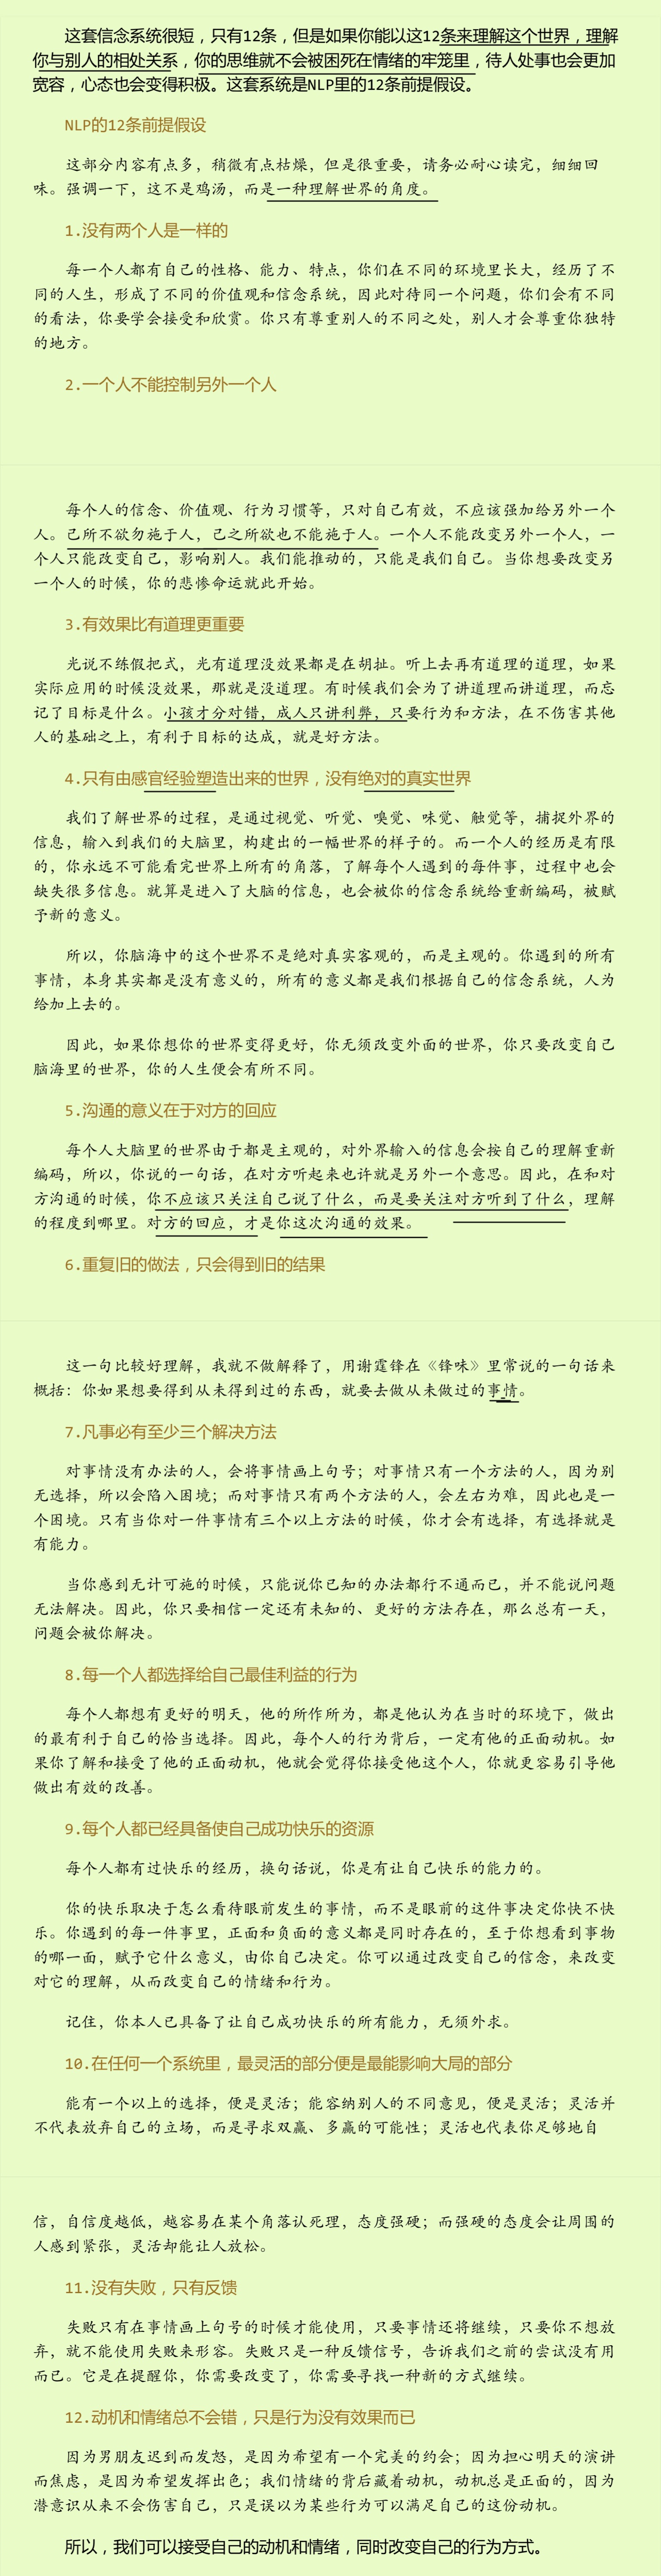 这套信念系统很短，只有12条，但是如果你能以这12条来理解这个世界，理解
你与别人的相处关系，你的思维就不会被困死在情绪的牢笼里，待人处事也会更加
宽容，心态也会变得积极。这套系统是NLP里的12条前提假设。
NLP的12条前提假设
这部分内容有点多，稍微有点枯燥，但是很重要，请务必耐心读完，细细回
味。强调一下，这不是鸡汤，而是一种理解世界的角度。
1.没有两个人是一样的
每一个人都有自己的性格、能力、特点，你们在不同的环境里长大，经历了不
同的人生，形成了不同的价值观和信念系统，因此对待同一个问题，你们会有不同
的看法，你要学会接受和欣赏。你只有尊重别人的不同之处，别人才会尊重你独特
的地方。
2.一个人不能控制另外一个人
每个人的信念、价值观、行为习惯等，只对自己有效，不应该强加给另外一个
人。己所不欲勿施于人，己之所欲也不能施于人。一个人不能改变另外一个人，一
个人只能改变自己，影响别人。我们能推动的，只能是我们自己。当你想要改变另
一个人的时候，你的悲惨命运就此开始。
3.有效果比有道理更重要
光说不练假把式，光有道理没效果都是在胡扯。听上去再有道理的道理，如果
实际应用的时候没效果，那就是没道理。有时候我们会为了讲道理而讲道理，而忘
记了目标是什么。小孩才分对错，成人只讲利弊，只要行为和方法，在不伤害其他
人的基础之上，有利于目标的达成，就是好方法。
4.只有由感官经验塑造出来的世界，没有绝对的真实世界
我们了解世界的过程，是通过视觉、听觉、嗅觉、味觉、触觉等，捕捉外界的
信息，输入到我们的大脑里，构建出的一幅世界的样子的。而一个人的经历是有限
的，你永远不可能看完世界上所有的角落，了解每个人遇到的每件事，过程中也会
缺失很多信息。就算是进入了大脑的信息，也会被你的信念系统给重新编码，被赋
予新的意义。
所以，你脑海中的这个世界不是绝对真实客观的，而是主观的。你遇到的所有
事情，本身其实都是没有意义的，所有的意义都是我们根据自己的信念系统，人为
给加上去的。
因此，如果你想你的世界变得更好，你无须改变外面的世界，你只要改变自己
脑海里的世界，你的人生便会有所不同。
5.沟通的意义在于对方的回应
每个人大脑里的世界由于都是主观的，对外界输入的信息会按自己的理解重新
编码，所以，你说的一句话，在对方听起来也许就是另外一个意思。因此，在和对
方沟通的时候，你不应该只关注自己说了什么，而是要关注对方听到了什么，理解
的程度到哪里。对方的回应，才是你这次沟通的效果。
6.重复旧的做法，只会得到旧的结果
这一句比较好理解，我就不做解释了，用谢霆锋在《锋味》里常说的一句话来
概括：你如果想要得到从未得到过的东西，就要去做从未做过的事情。
7.凡事必有至少三个解决方法
对事情没有办法的人，会将事情画上句号；对事情只有一个方法的人，因为别
无选择，所以会陷入困境；而对事情只有两个方法的人，会左右为难，因此也是一
个困境。只有当你对一件事情有三个以上方法的时候，你才会有选择，有选择就是
有能力。
当你感到无计可施的时候，只能说你已知的办法都行不通而已，并不能说问题
无法解决。因此，你只要相信一定还有未知的、更好的方法存在，那么总有一天，
问题会被你解决。
8.每一个人都选择给自己最佳利益的行为
每个人都想有更好的明天，他的所作所为，都是他认为在当时的环境下，做出
的最有利于自己的恰当选择。因此，每个人的行为背后，一定有他的正面动机。如
果你了解和接受了他的正面动机，他就会觉得你接受他这个人，你就更容易引导他
做出有效的改善。
9.每个人都已经具备使自己成功快乐的资源
每个人都有过快乐的经历，换句话说，你是有让自己快乐的能力的。
你的快乐取决于怎么看待眼前发生的事情，而不是眼前的这件事决定你快不快
乐。你遇到的每一件事里，正面和负面的意义都是同时存在的，至于你想看到事物
的哪一面，赋予它什么意义，由你自己决定。你可以通过改变自己的信念，来改变
对它的理解，从而改变自己的情绪和行为。
记住，你本人已具备了让自己成功快乐的所有能力，无须外求。
10.在任何一个系统里，最灵活的部分便是最能影响大局的部分
能有一个以上的选择，便是灵活；能容纳别人的不同意见，便是灵活；灵活并
不代表放弃自己的立场，而是寻求双赢、多赢的可能性；灵活也代表你足够地自
信，自信度越低，越容易在某个角落认死理，态度强硬；而强硬的态度会让周围的
人感到紧张，灵活却能让人放松。
11.没有失败，只有反馈
失败只有在事情画上句号的时候才能使用，只要事情还将继续，只要你不想放
弃，就不能使用失败来形容。失败只是一种反馈信号，告诉我们之前的尝试没有用
而已。它是在提醒你，你需要改变了，你需要寻找一种新的方式继续。
12.动机和情绪总不会错，只是行为没有效果而已
因为男朋友迟到而发怒，是因为希望有一个完美的约会；因为担心明天的演讲
而焦虑，是因为希望发挥出色；我们情绪的背后藏着动机，动机总是正面的，因为
潜意识从来不会伤害自己，只是误以为某些行为可以满足自己的这份动机。
所以，我们可以接受自己的动机和情绪，同时改变自己的行为方式。